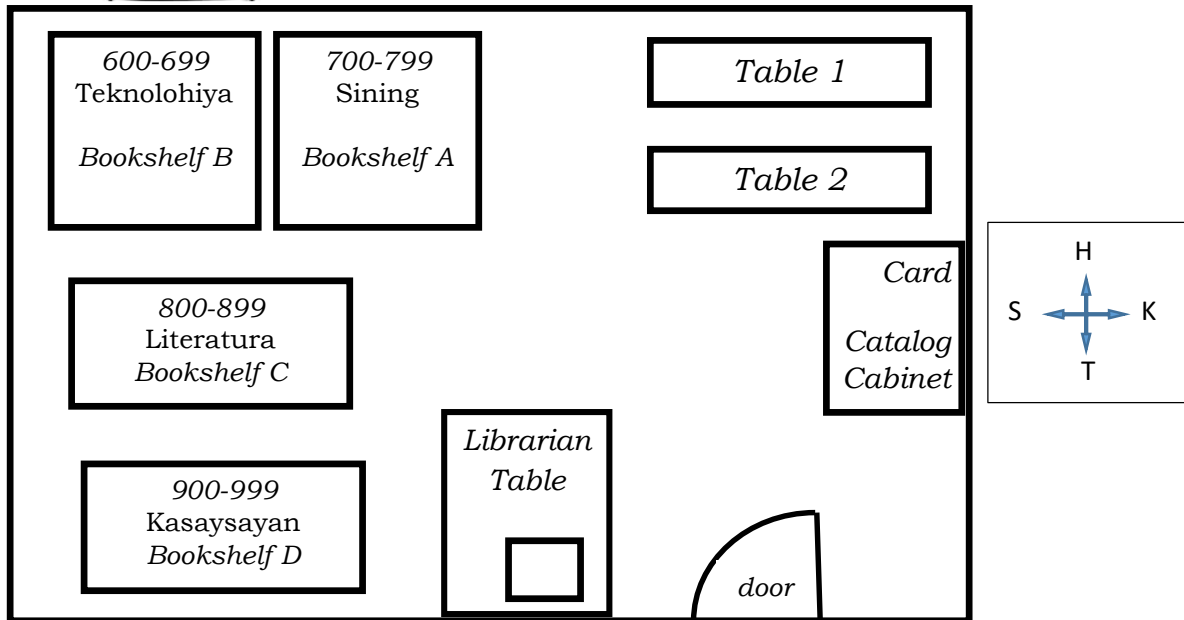 600-699
Teknolohiya
Bookshelf B
700-799
Sining
Bookshelf A
Table 1
Table 2
800-899
Literatura
Bookshelf C
Card
Catalog
Cabinet
H
S
K
T
900-999
Kasaysayan
Bookshelf D
Librarian
Table
door